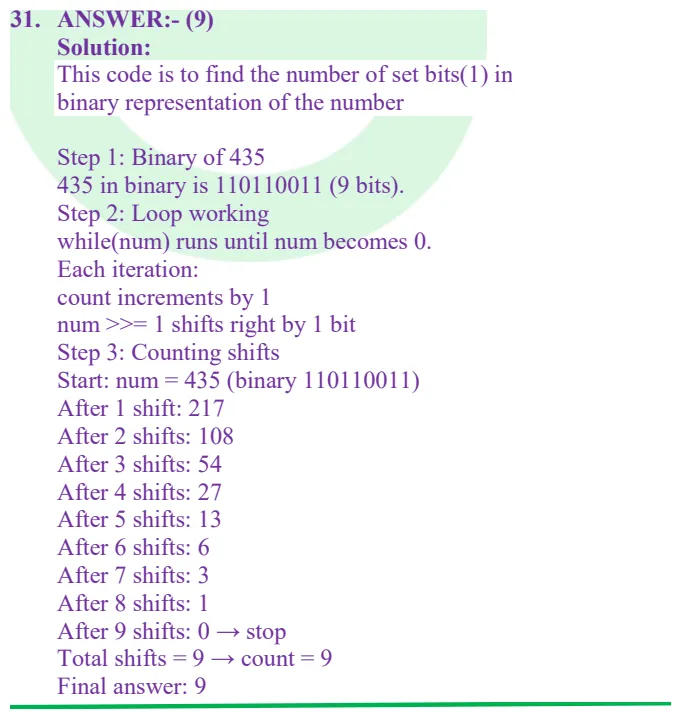 31. ANSWER:- (9)
Solution:
This code is to find the number of set bits(1) in
binary representation of the number
Step 1: Binary of 435
435 in binary is 110110011 (9 bits).
Step 2: Loop working
while(num) runs until num becomes 0.
Each iteration:
count increments by 1
num >>= 1 shifts right by 1 bit
Step 3: Counting shifts
Start: num = 435 (binary 110110011)
After 1 shift: 217
After 2 shifts: 108
After 3 shifts: 54
After 4 shifts: 27
After 5 shifts: 13
After 6 shifts: 6
After 7 shifts: 3
After 8 shifts: 1
After 9 shifts: 0 → stop
Total shifts = 9 → count = 9
Final answer: 9